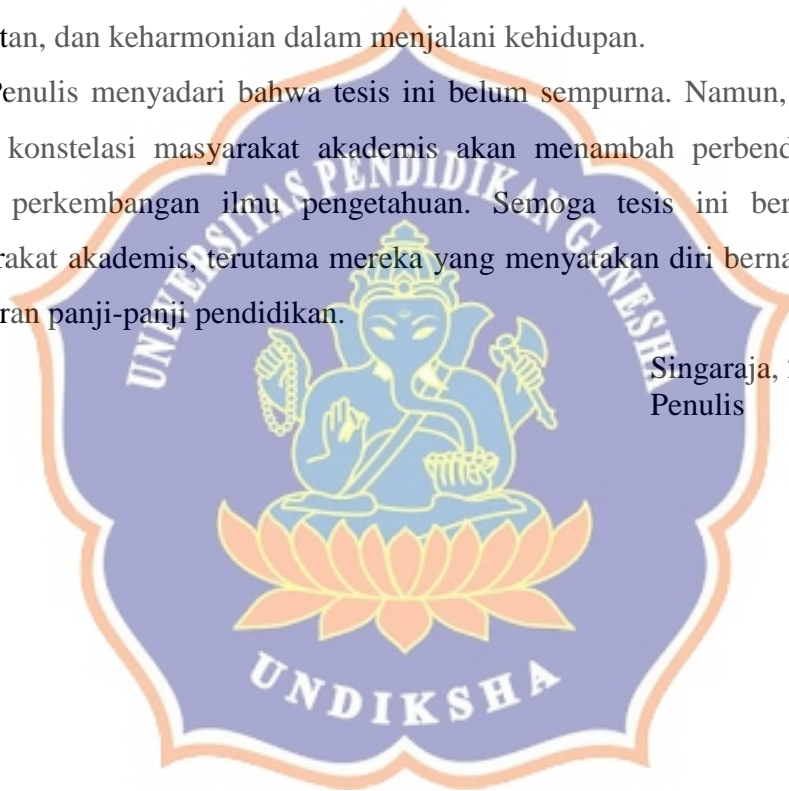 tan, dan keharmonian dalam menjalani kehidupan.
Penulis menyadari bahwa tesis ini belum sempurna. Namun,
konstelasi masyarakat akademis akan menambah perbend
perkembangan ilmu pengetahuan. Semoga tesis ini ber
rakat akademis, terutama mereka yang menyatakan diri berna
ran panji-panji pendidikan.
Singaraja,
Penulis
UNIVERSITAS PENDIDIKAN GANESHA
UNDIKSHA